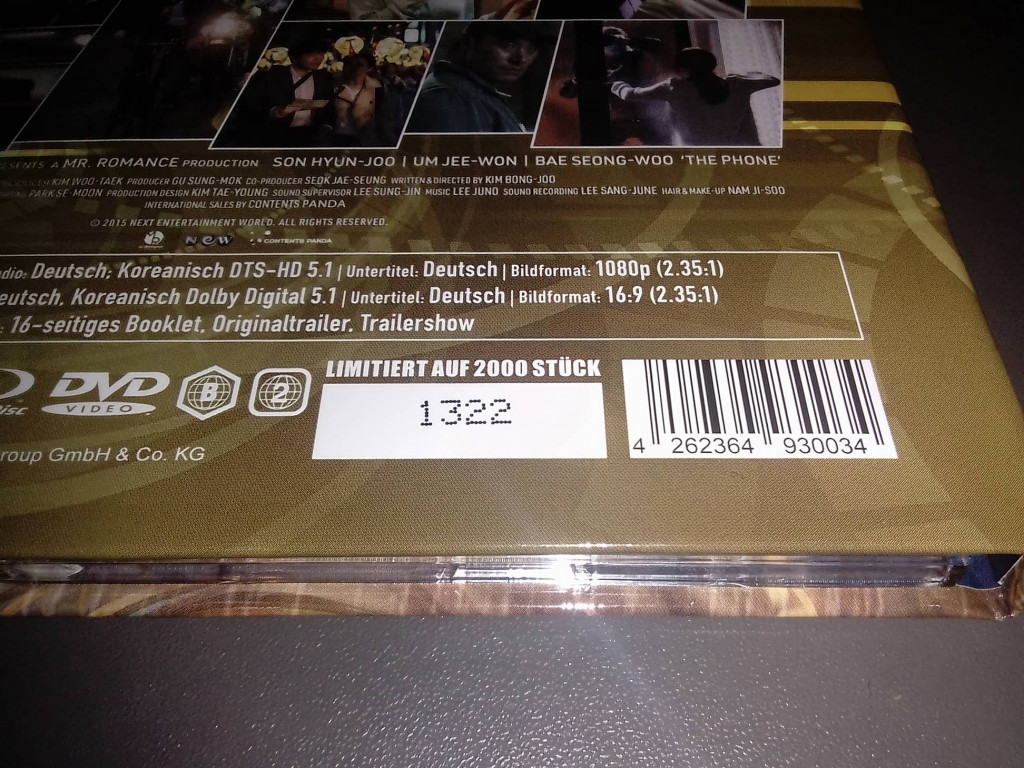 A MR. ROMANCE PRODUCTION SON HYUN-JOO | UM JEE-WON | BAE SEONG-WOO 'THE PHONE'
KIM WOO-TAEK PRODUCER GU SUNG-MOK CO-PRODUCER SEOK JAE-SEUNG WRITTEN & DIRECTED BY KIM BONG-JOO
PARK SE-MOON PRODUCTION DESIGN KIM TAE-YOUNG SOUND SUPERVISOR LEE SUNG-JIN MUSIC LEE JUNO SOUND RECORDING LEE SANG-JUNE HAIR & MAKE-UP NAM JI-SOO
INTERNATIONAL SALES BY CONTENTS PANDA
© 2015 NEXT ENTERTAINMENT WORLD. ALL RIGHTS RESERVED.
NEW CONTENTS PANDA
Deutsch, Koreanisch DTS-HD 5.1 | Untertitel: Deutsch | Bildformat: 1080p (2.35:1)
eutsch, Koreanisch Dolby Digital 5.1 | Untertitel: Deutsch | Bildformat: 16:9 (2.35:1)
: 16-seitiges Booklet, Originaltrailer, Trailershow
LIMITIERT AUF 2000 STÜCK
DVD B 2
VIDEO
1322
4 262364 930034
roup GmbH & Co. KG